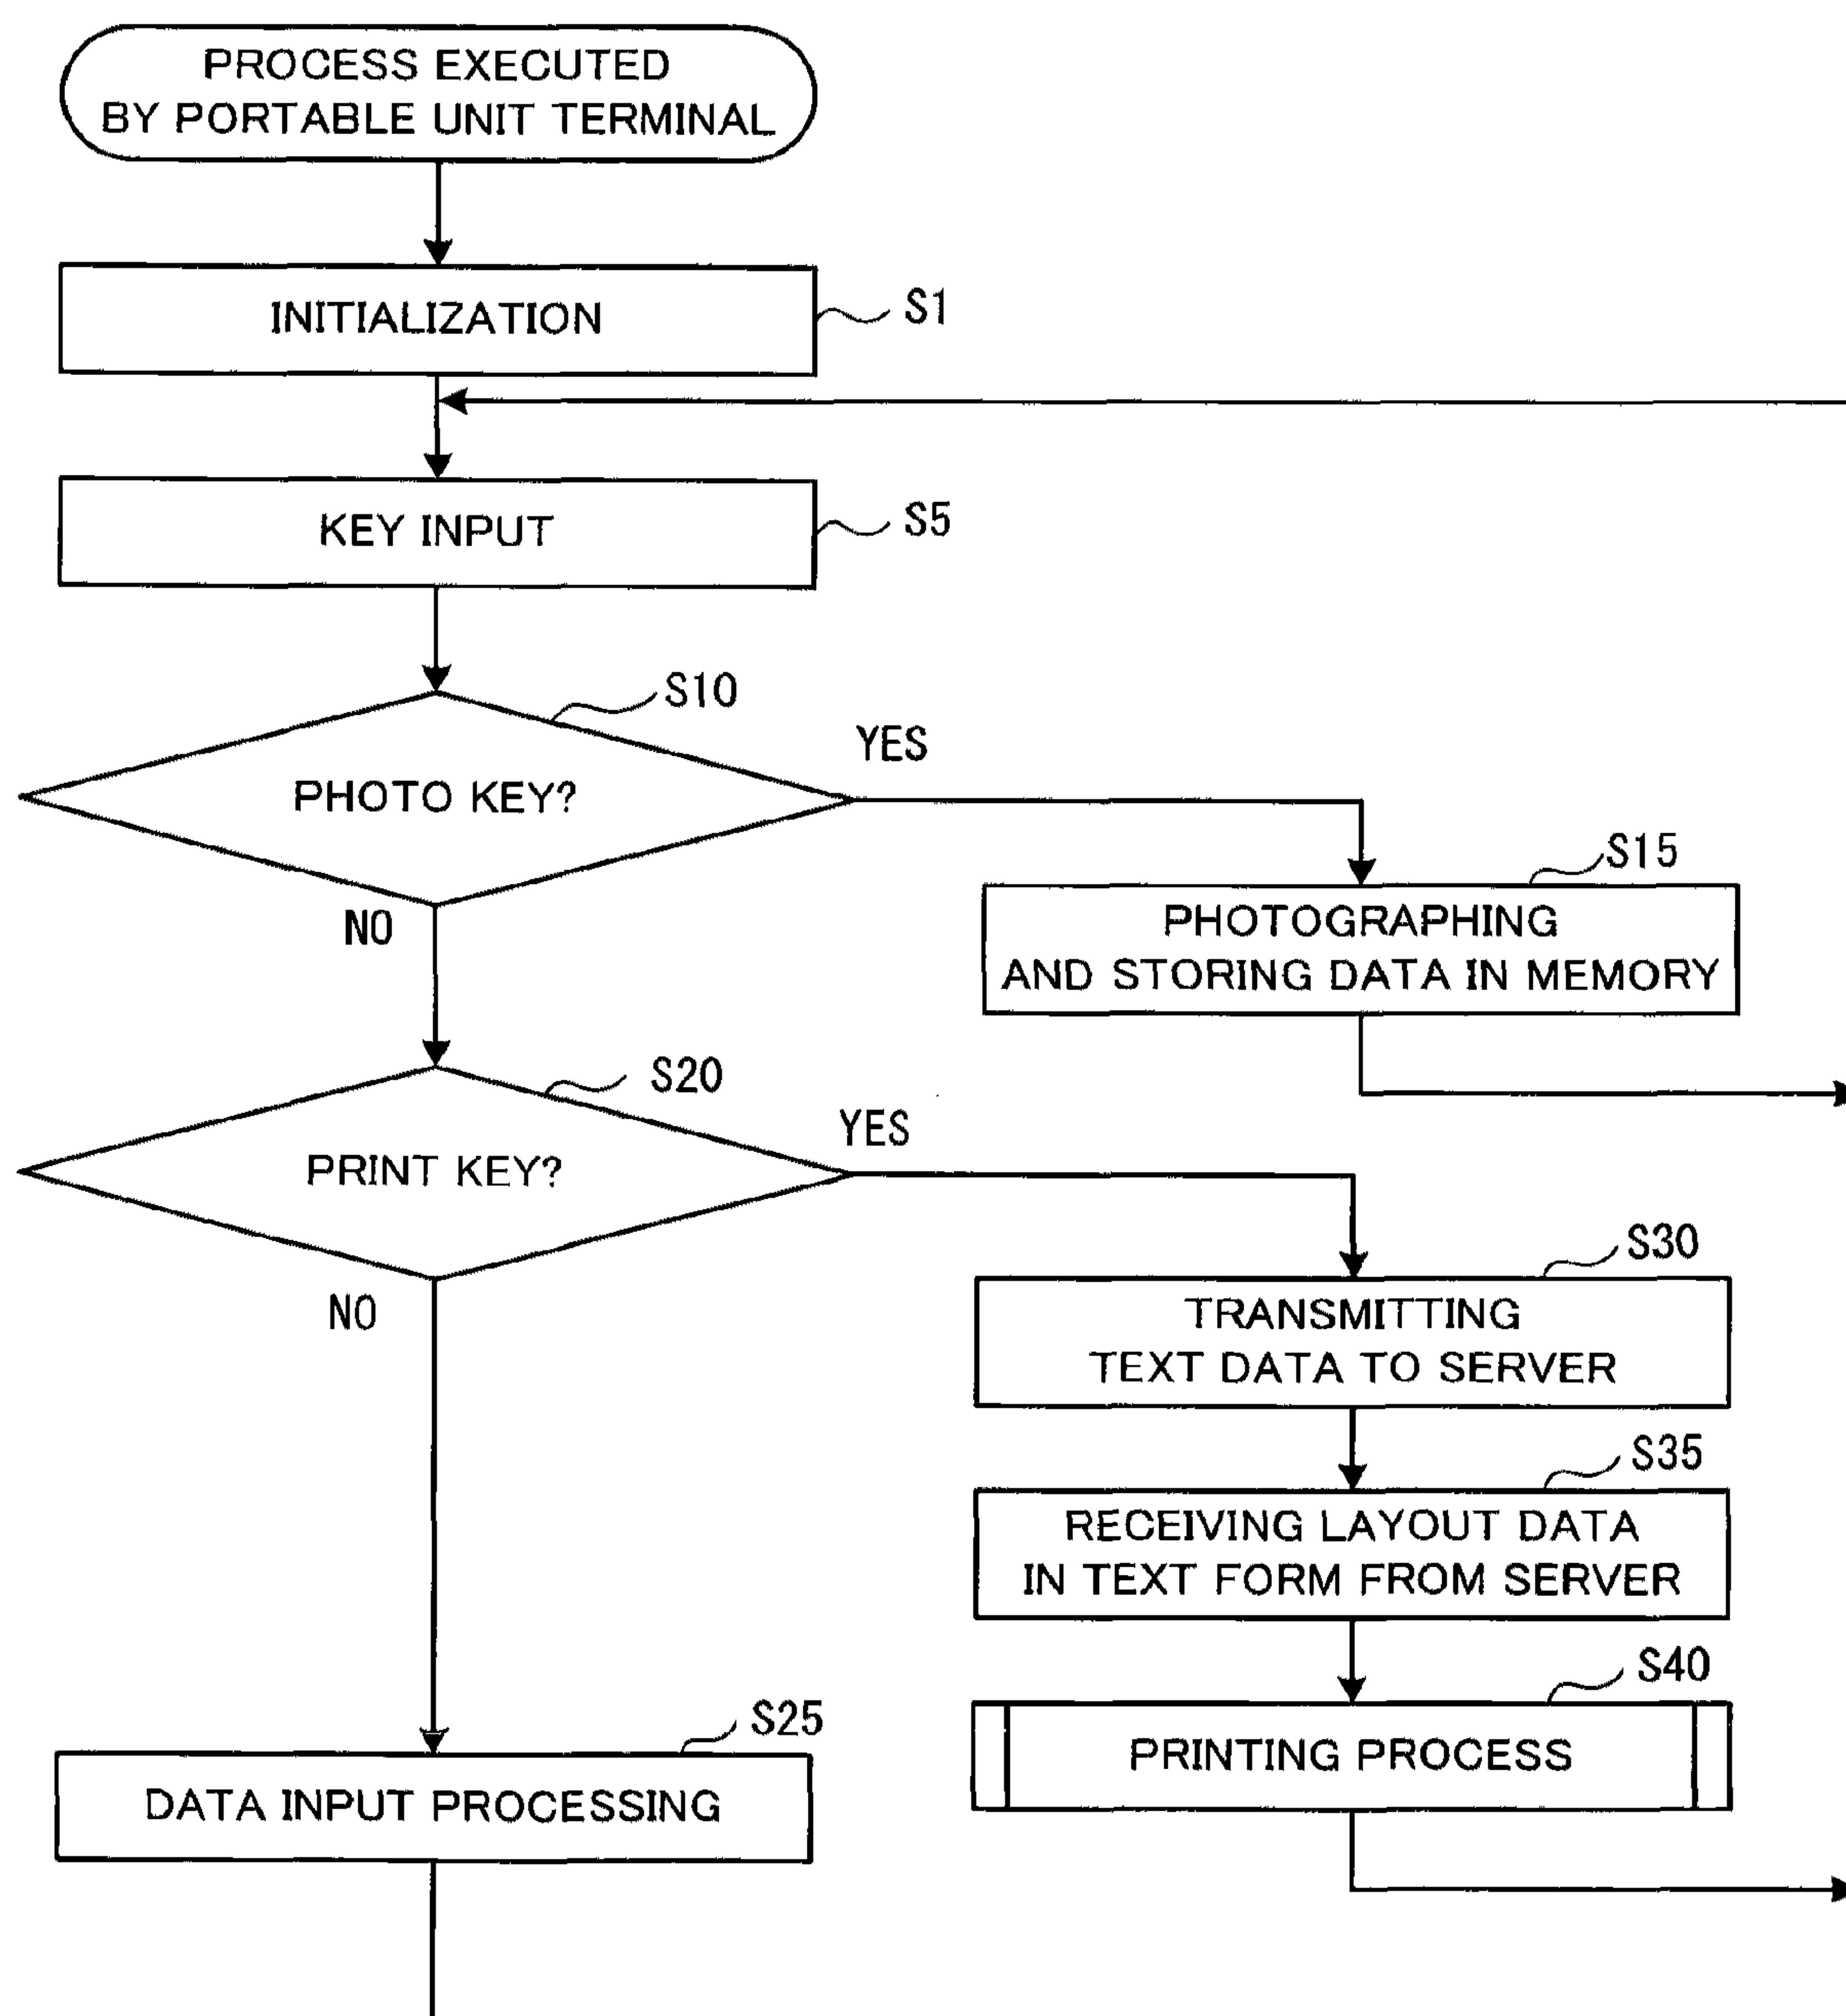 PROCESS EXECUTED
BY PORTABLE UNIT TERMINAL
INITIALIZATION
S1
KEY INPUT
S5
S10
PHOTO KEY?
YES
NO
S15
PHOTOGRAPHING
AND STORING DATA IN MEMORY
S20
PRINT KEY?
YES
NO
S30
TRANSMITTING
TEXT DATA TO SERVER
S35
RECEIVING LAYOUT DATA
IN TEXT FORM FROM SERVER
S40
PRINTING PROCESS
S25
DATA INPUT PROCESSING